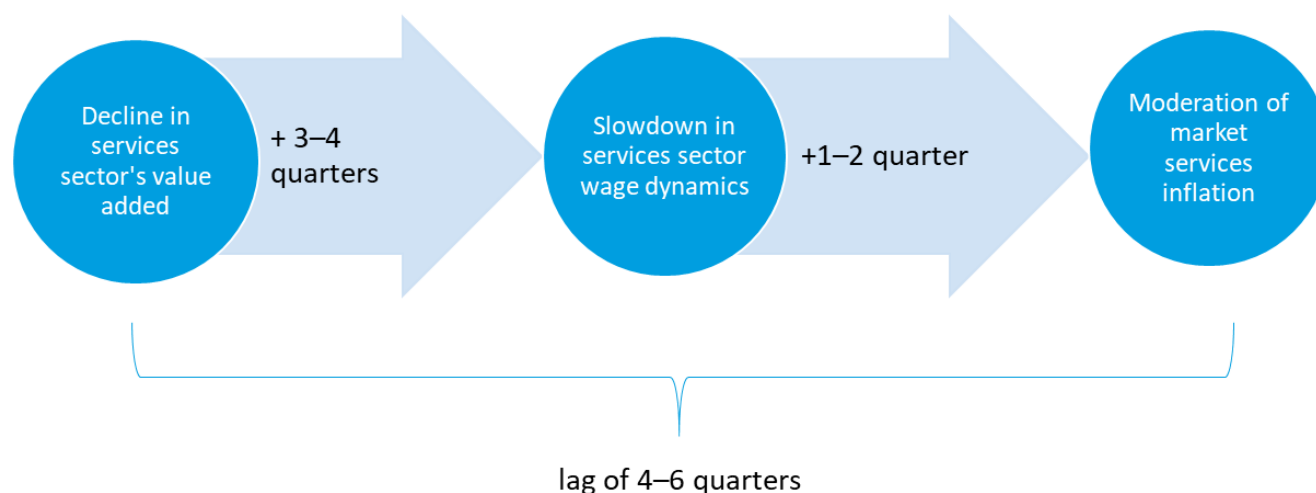 Decline in
services
sector's value
added
+ 3–4
quarters
Slowdown in
services sector
wage dynamics
+1–2 quarter
Moderation of
market
services
inflation
lag of 4–6 quarters